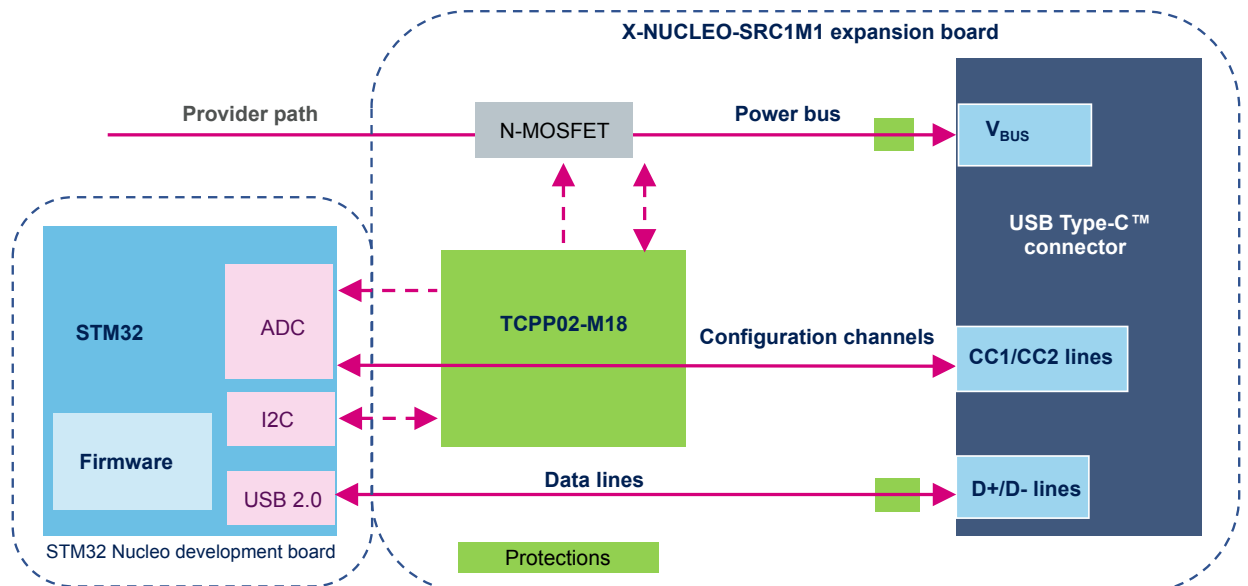 X-NUCLEO-SRC1M1 expansion board
Provider path
N-MOSFET
Power bus
VBUS
USB Type-C™
connector
STM32
ADC
TCPP02-M18
Configuration channels
CC1/CC2 lines
I2C
Firmware
USB 2.0
Data lines
D+/D- lines
STM32 Nucleo development board
Protections